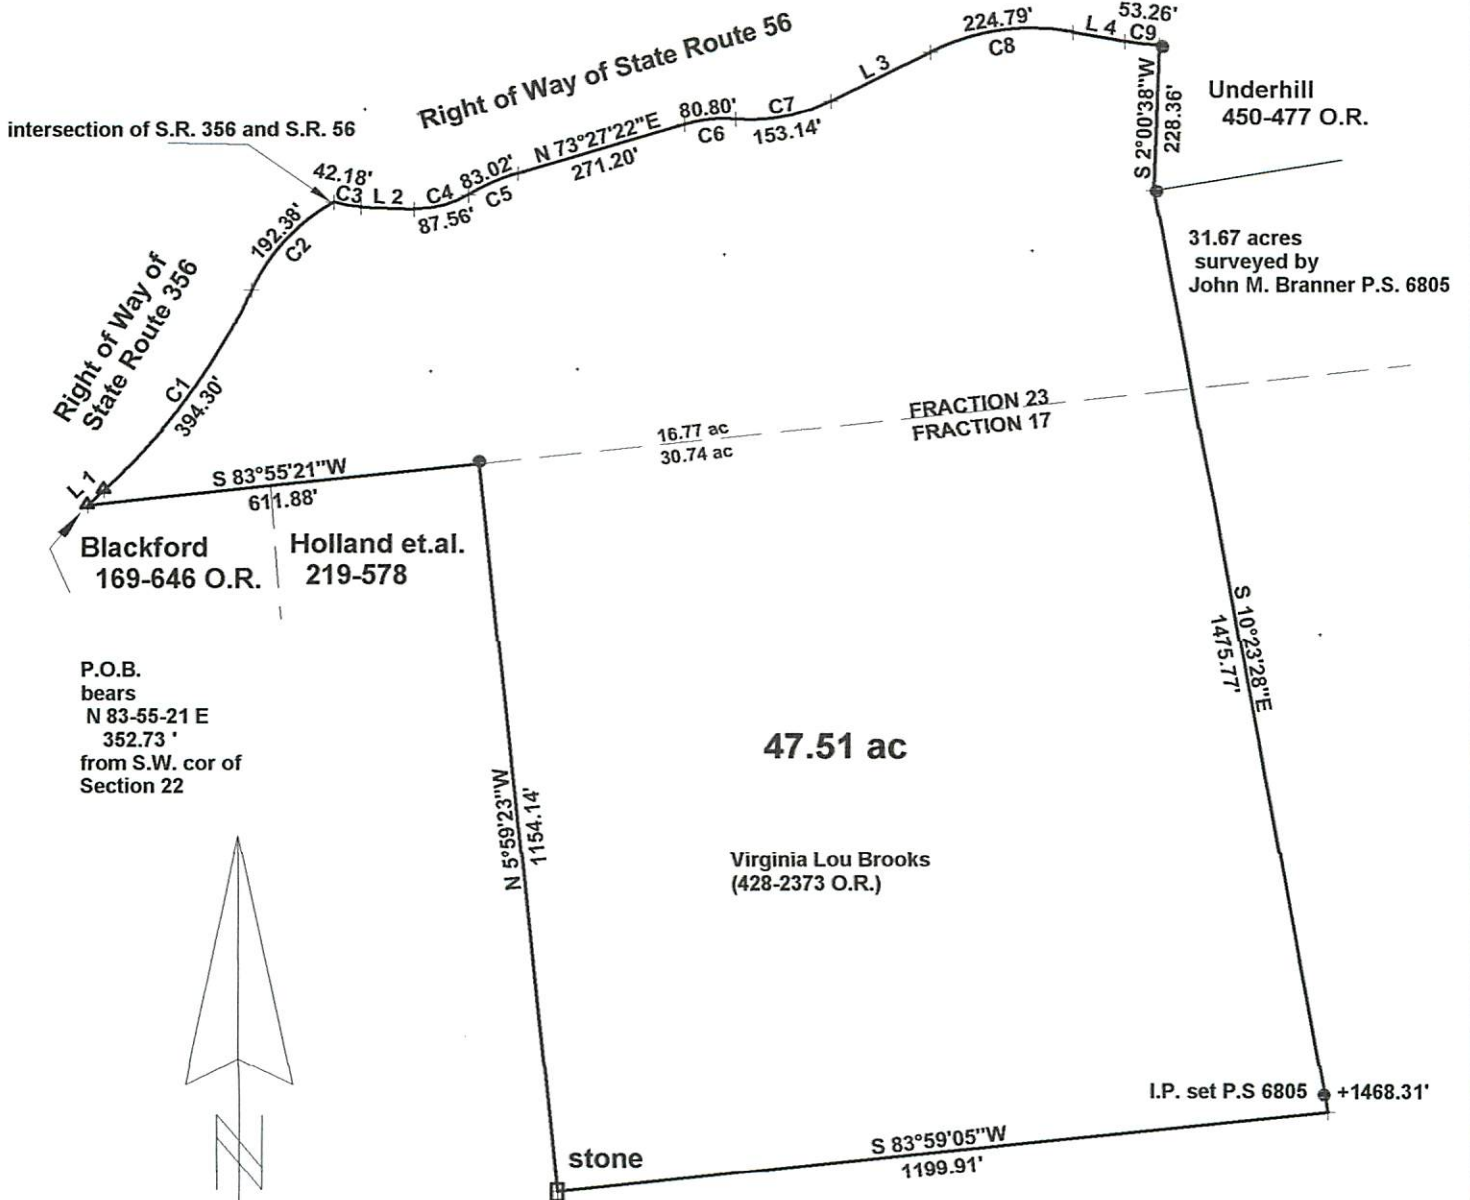 53.26'
224.79'
L 4
C9
C8
Right of Way of State Route 56
L 3
S 2°00'38"W
228.36'
Underhill
450-477 O.R.
80.80'
C7
C6
153.14'
intersection of S.R. 356 and S.R. 56
N 73°27'22"E
271.20'
42.18'
C3
L 2
C4
83.02'
C5
87.56'
192.38'
C2
31.67 acres
surveyed by
John M. Branner P.S. 6805
Right of Way of
State Route 356
C1
394.30'
FRACTION 23
FRACTION 17
16.77 ac
30.74 ac
L 1
S 83°55'21"W
611.88'
Blackford
169-646 O.R.
Holland et.al.
219-578
S 10°23'28"E
1475.77'
P.O.B.
bears
N 83-55-21 E
352.73 '
from S.W. cor of
Section 22
47.51 ac
N 5°59'23"W
1154.14'
Virginia Lou Brooks
(428-2373 O.R.)
I.P. set P.S 6805
+1468.31'
N
S 83°59'05"W
1199.91'
stone